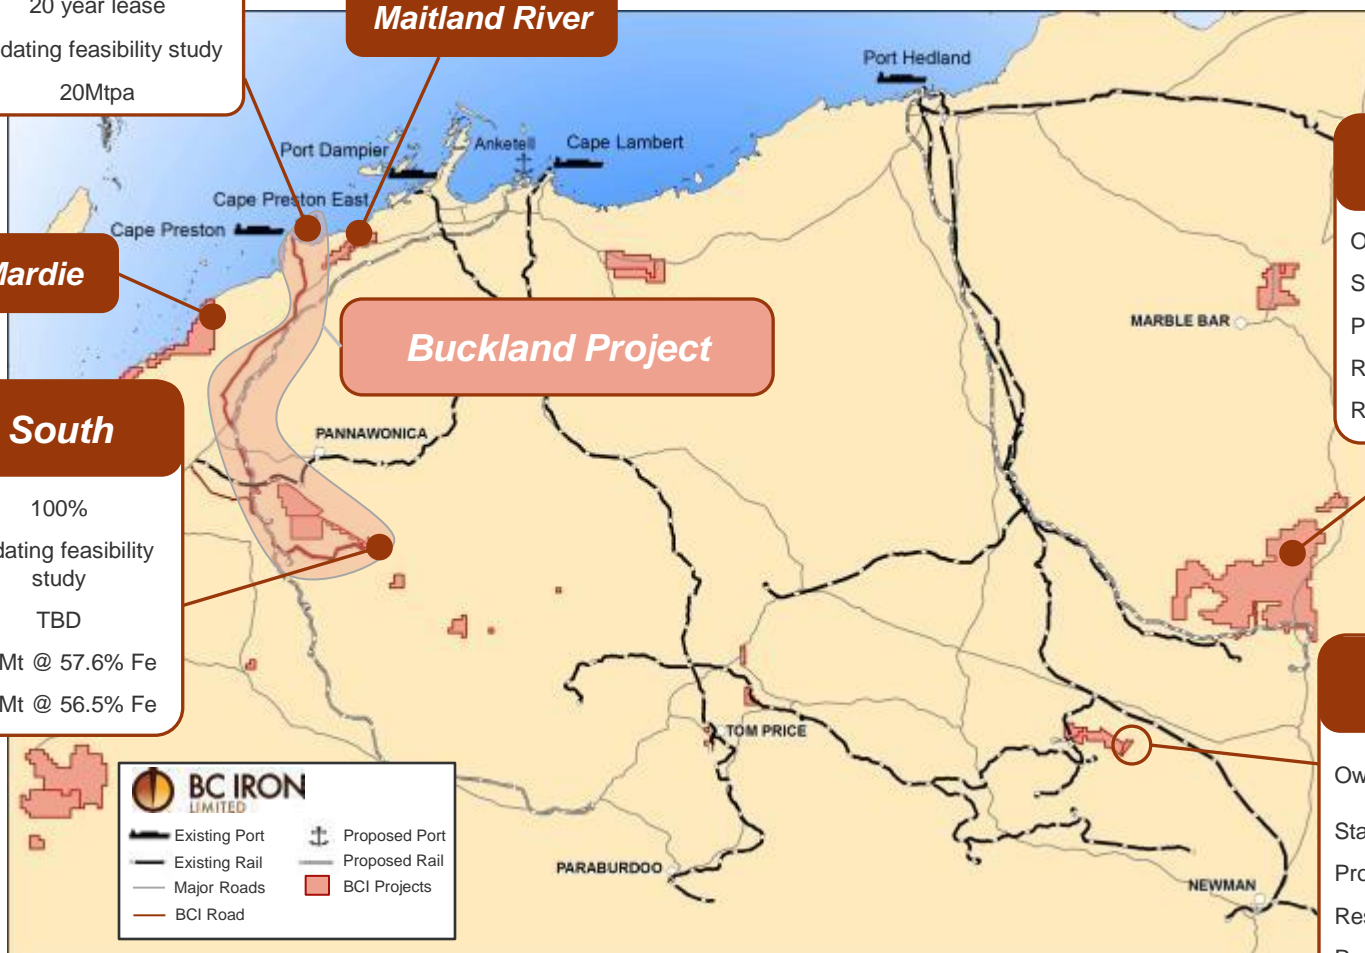 20 year lease
dating feasibility study
20Mtpa
Maitland River
Port Hedland
Port Dampier
Anketell
Cape Lambert
Cape Preston East
Cape Preston
Mardie
MARBLE BAR
Buckland Project
South
PANNAWONICA
100%
dating feasibility
study
TBD
Mt @ 57.6% Fe
Mt @ 56.5% Fe
O
S
P
R
R
TOM PRICE
BC IRON
LIMITED
Existing Port
Proposed Port
Existing Rail
Proposed Rail
Major Roads
BCI Projects
BCI Road
PARABURDOO
NEWMAN
Ow
Sta
Pro
Res